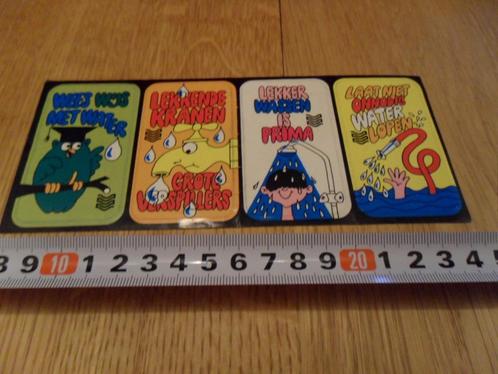 WEES WIJS
MET WATER
LEKKENDE
KRANEN
GROTE
VERSPILLERS
LEKKER
WASSEN
IS
PRIMA
LAAT NIET
ONNODIG
WATER
LOPEN
8 9 10 1 2 3 4 5 6 7 8 9 20 1 2 3 4 5